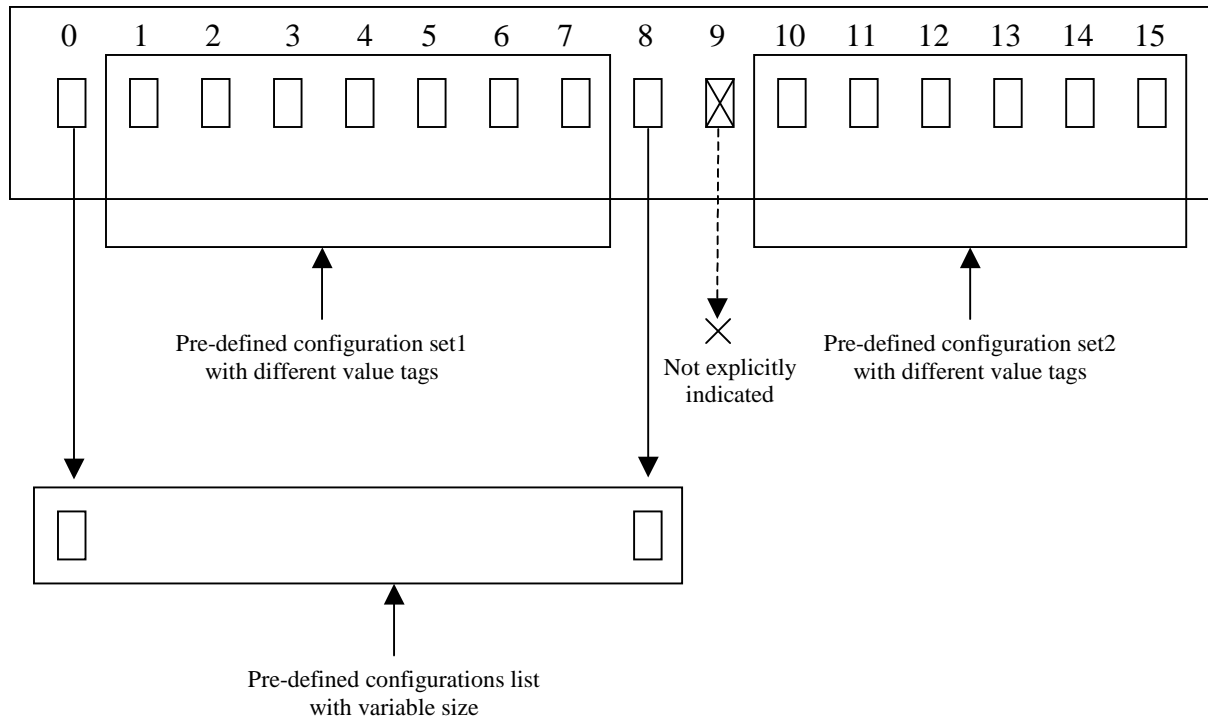 0 1 2 3 4 5 6 7 8 9 10 11 12 13 14 15
Pre-defined configuration set1
with different value tags
Not explicitly
indicated
Pre-defined configuration set2
with different value tags
Pre-defined configurations list
with variable size